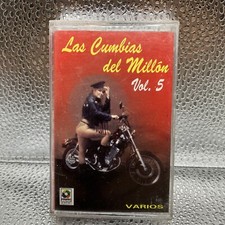 Las Cumbias
del Millón
Vol. 5
VARIOS